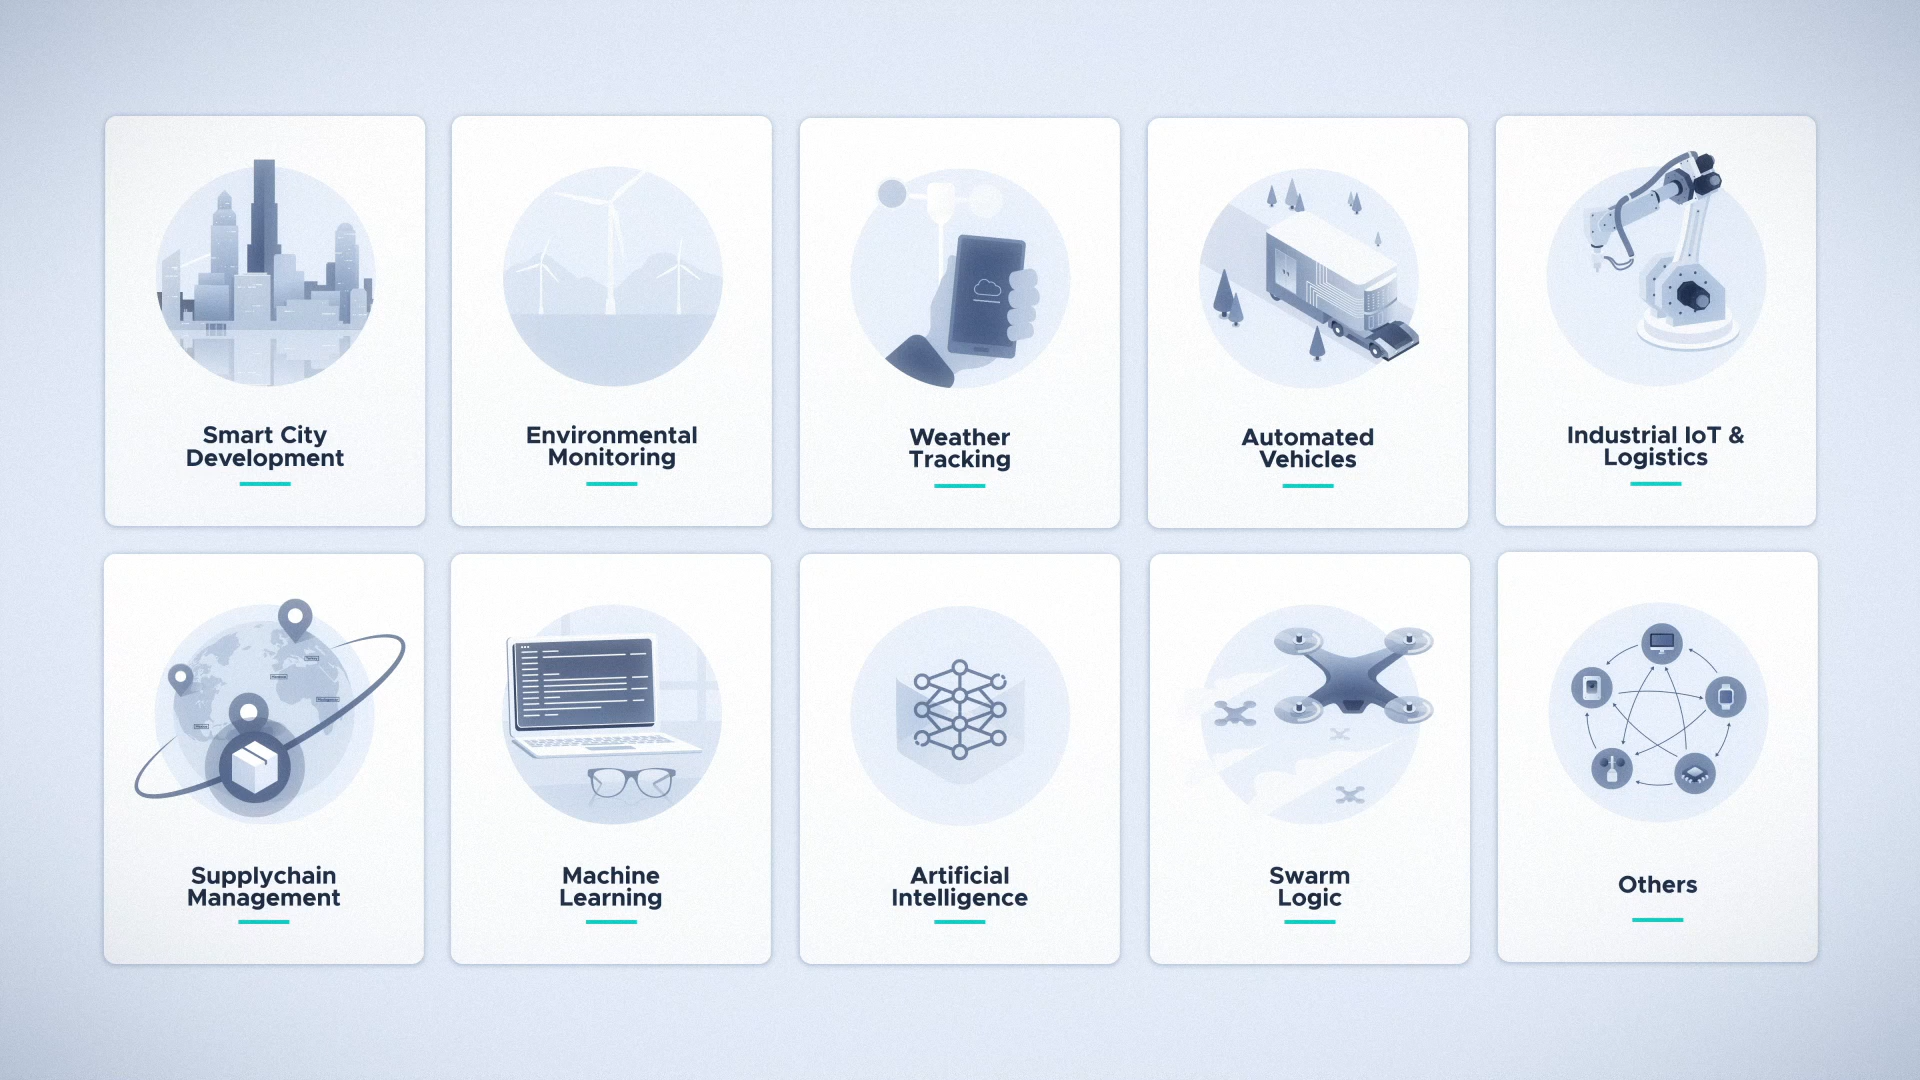 Smart City
Development
Environmental
Monitoring
Weather
Tracking
Automated
Vehicles
Industrial IoT &
Logistics
Supplychain
Management
Machine
Learning
Artificial
Intelligence
Swarm
Logic
Others